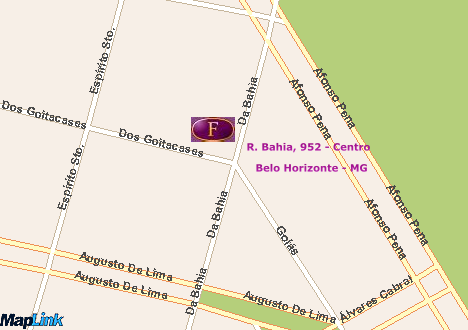 Espírito Sto.
Da Bahia
Afonso Pena
Afonso Pena
Dos Goitacases
Dos Goitacases
F
R. Bahia, 952 - Centro
Belo Horizonte - MG
Espírito Sto.
Da Bahia
Goiás
Afonso Pena
Afonso Pena
Augusto De Lima
Augusto De Lima
Da Bahia
Augusto De Lima
Álvares Cabral
MapLink